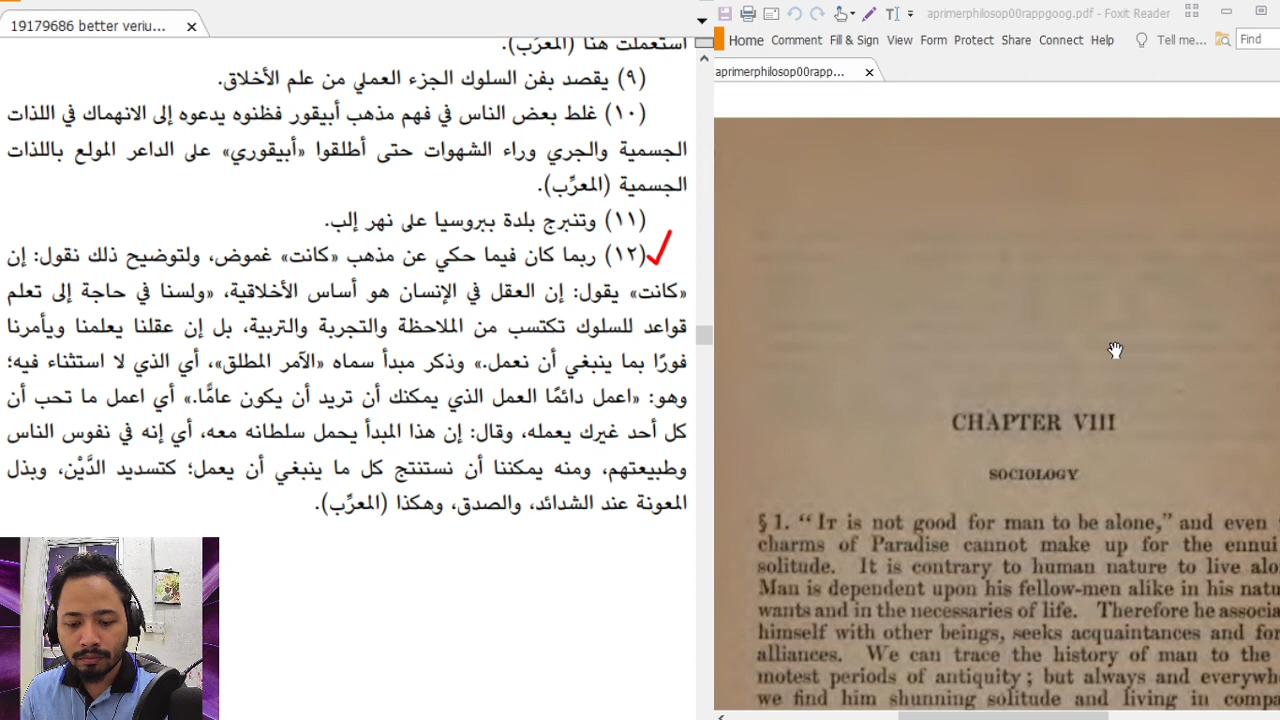 19179686 better veriu...
استعملت هنا (المعرِّب).
(٩) يقصد بفن السلوك الجزء العملي من علم الأخلاق.
(١٠) غلط بعض الناس في فهم مذهب أبيقور فظنوه يدعوه إلى الانهماك في اللذات
الجسمية والجري وراء الشهوات حتى أطلقوا «أبيقوري» على الداعر المولع باللذات
الجسمية (المعرِّب).
(١١) وتنبرج بلدة ببروسيا على نهر إلب.
(١٢) ربما كان فيما حكي عن مذهب «كانت» غموض، ولتوضيح ذلك نقول: إن
«كانت» يقول: إن العقل في الإنسان هو أساس الأخلاقية، «ولسنا في حاجة إلى تعلم
قواعد للسلوك تكتسب من الملاحظة والتجربة والتربية، بل إن عقلنا يعلمنا ويأمرنا
فورًا بما ينبغي أن نعمل.» وذكر مبدأ سماه «الآمر المطلق»، أي الذي لا استثناء فيه؛
وهو: «اعمل دائمًا العمل الذي يمكنك أن تريد أن يكون عامًّا.» أي اعمل ما تحب أن
كل أحد غيرك يعمله، وقال: إن هذا المبدأ يحمل سلطانه معه، أي إنه في نفوس الناس
وطبيعتهم، ومنه يمكننا أن نستنتج كل ما ينبغي أن يعمل؛ كتسديد الدَّيْن، وبذل
المعونة عند الشدائد، والصدق، وهكذا (المعرِّب).
aprimerphilosop00rappgoog.pdf - Foxit Reader
Home Comment Fill & Sign View Form Protect Share Connect Help Tell me... Find
aprimerphilosop00rapp...
CHAPTER VIII
SOCIOLOGY
§ 1. "It is not good for man to be alone," and even
charms of Paradise cannot make up for the ennui
solitude. It is contrary to human nature to live alo
Man is dependent upon his fellow-men alike in his natu
wants and in the necessaries of life. Therefore he associa
himself with other beings, seeks acquaintances and for
alliances. We can trace the history of man to the
motest periods of antiquity; but always and everywh
we find him shunning solitude and living in compa